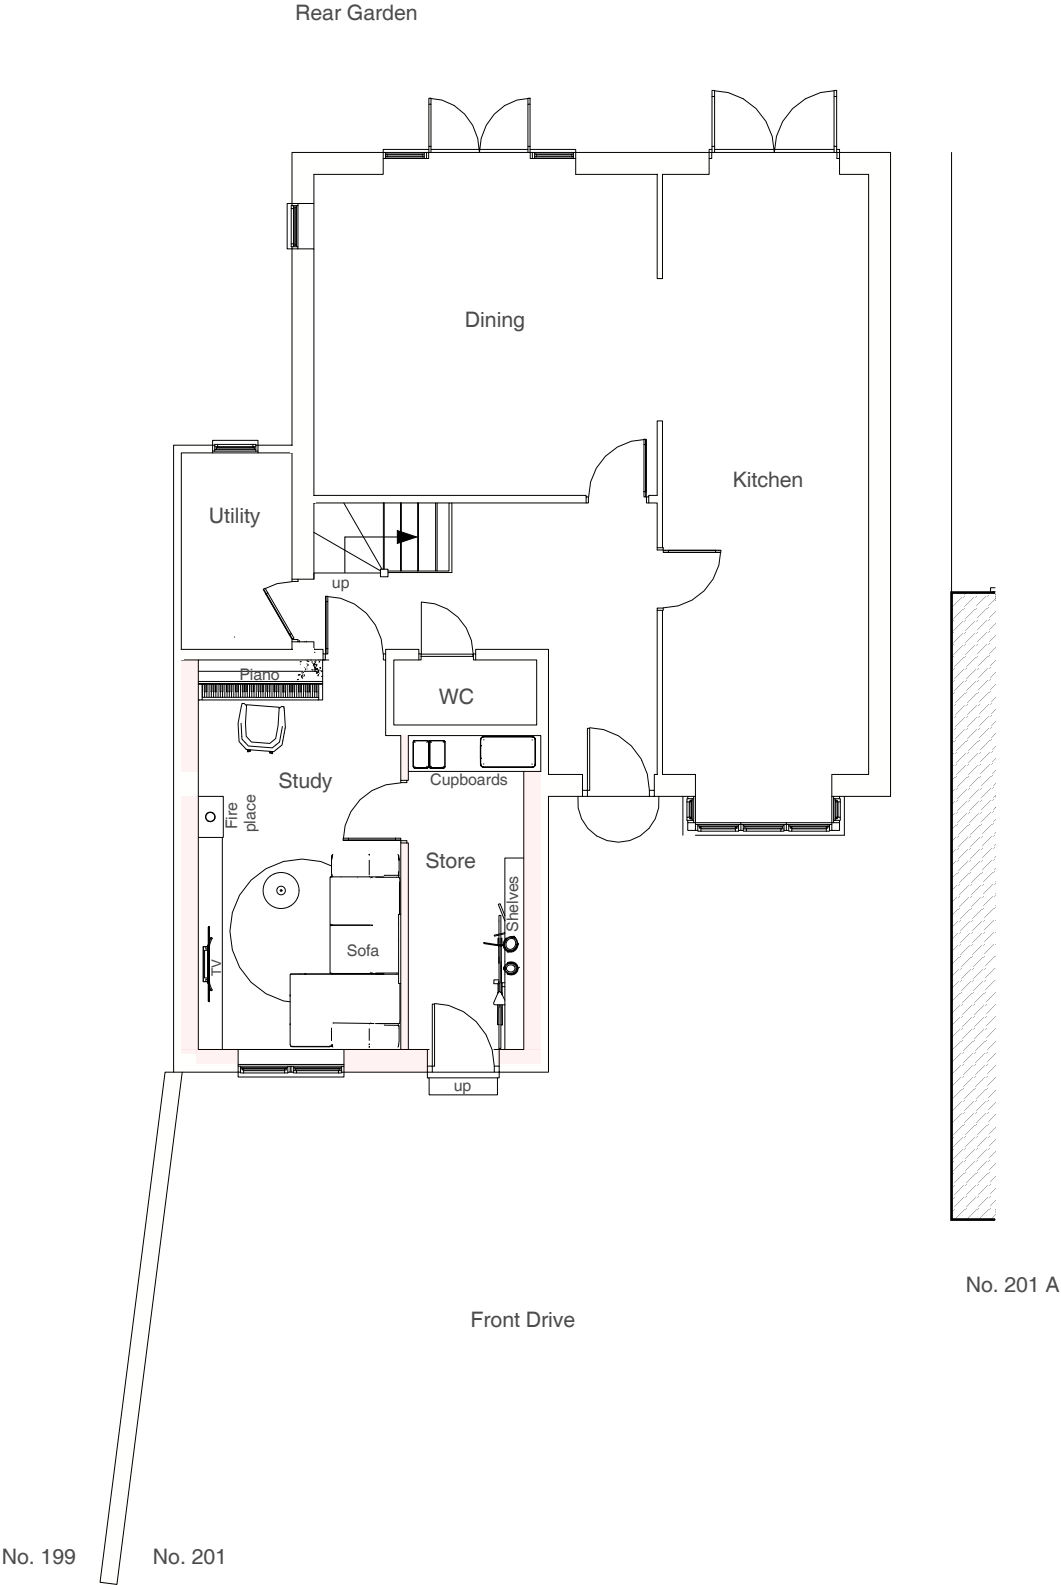 Rear Garden
Dining
Kitchen
Utility
up
Piano
WC
Study
Cupboards
Fire
place
Store
Shelves
Sofa
TV
up
No. 201 A
Front Drive
No. 199
No. 201